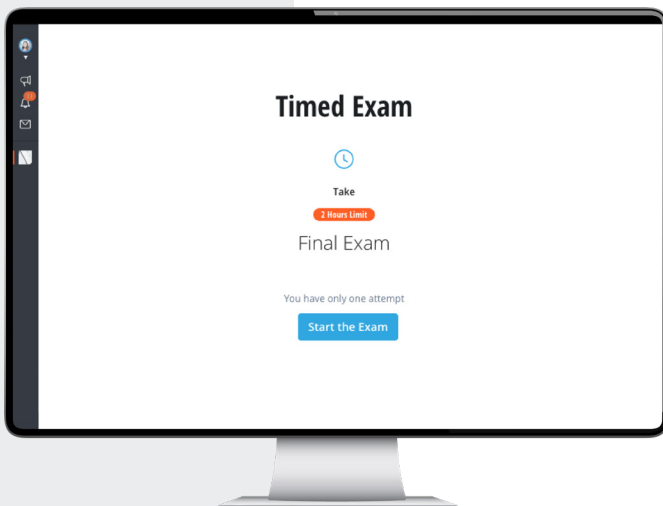 Timed Exam
Take
2 Hours Limit
Final Exam
You have only one attempt
Start the Exam